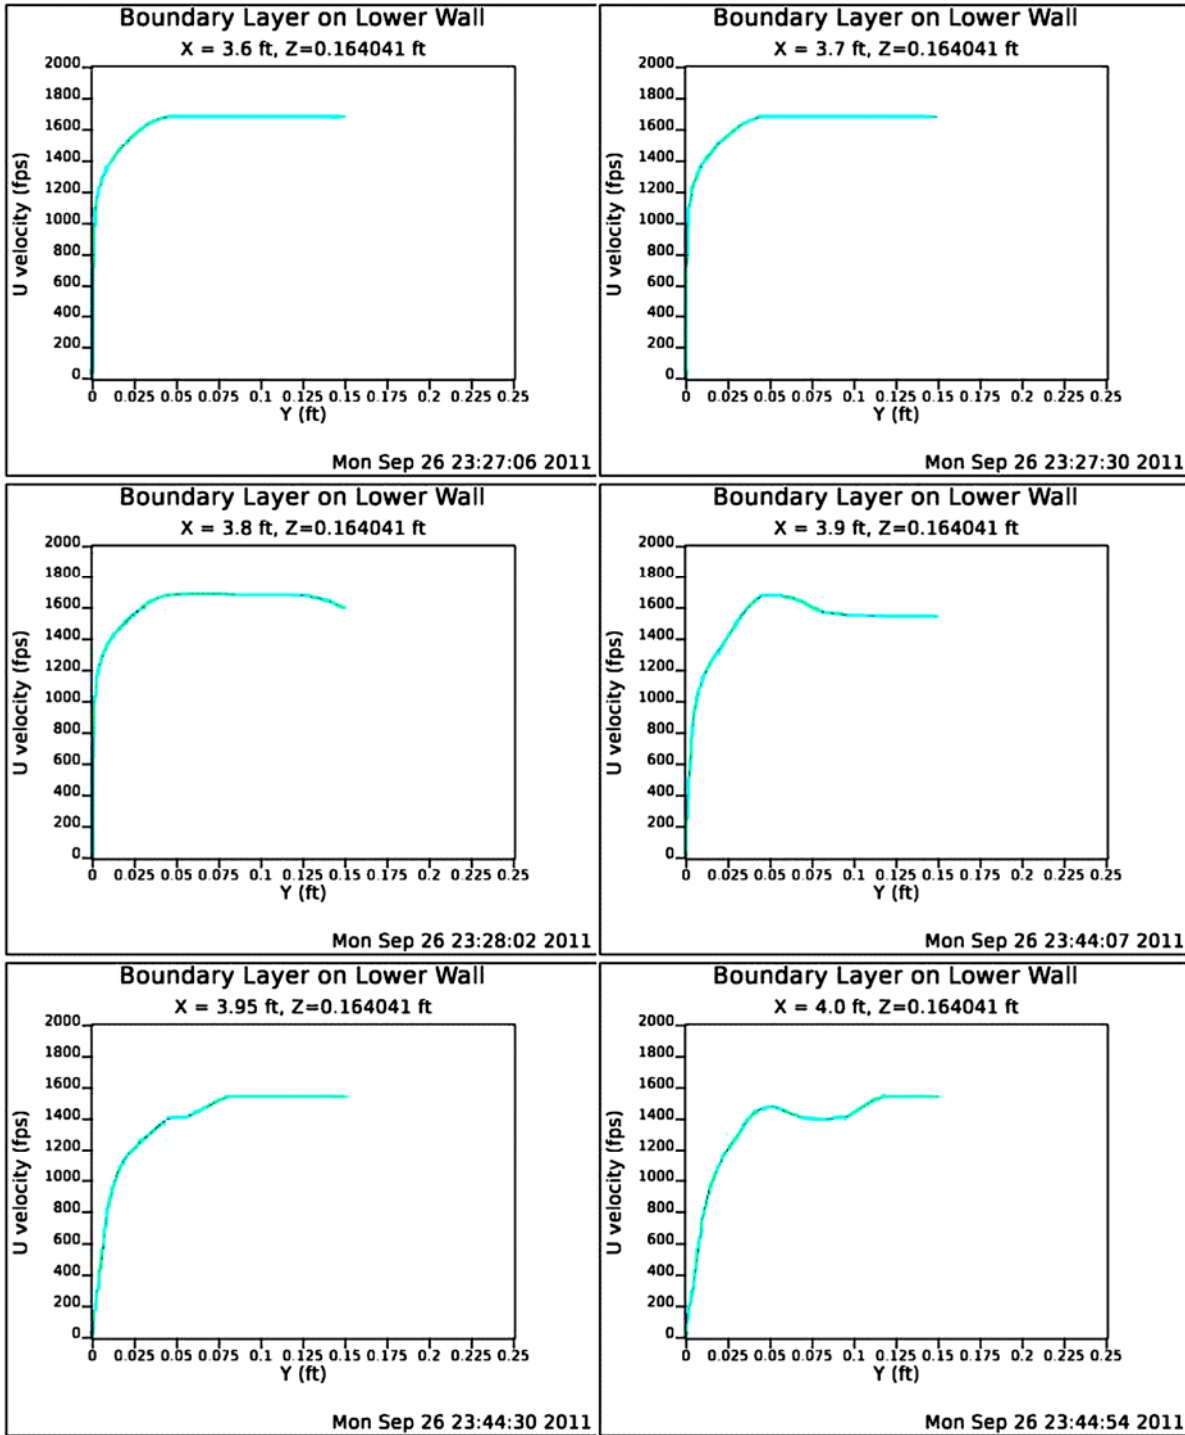 Boundary Layer on Lower Wall
X = 3.6 ft, Z=0.164041 ft
2000
1800
1600
1400
1200
1000
800
600
400
200
0
U velocity (fps)
0 0.025 0.05 0.075 0.1 0.125 0.15 0.175 0.2 0.225 0.25
Y (ft)
Mon Sep 26 23:27:06 2011
Boundary Layer on Lower Wall
X = 3.7 ft, Z=0.164041 ft
2000
1800
1600
1400
1200
1000
800
600
400
200
0
U velocity (fps)
0 0.025 0.05 0.075 0.1 0.125 0.15 0.175 0.2 0.225 0.25
Y (ft)
Mon Sep 26 23:27:30 2011
Boundary Layer on Lower Wall
X = 3.8 ft, Z=0.164041 ft
2000
1800
1600
1400
1200
1000
800
600
400
200
0
U velocity (fps)
0 0.025 0.05 0.075 0.1 0.125 0.15 0.175 0.2 0.225 0.25
Y (ft)
Mon Sep 26 23:28:02 2011
Boundary Layer on Lower Wall
X = 3.9 ft, Z=0.164041 ft
2000
1800
1600
1400
1200
1000
800
600
400
200
0
U velocity (fps)
0 0.025 0.05 0.075 0.1 0.125 0.15 0.175 0.2 0.225 0.25
Y (ft)
Mon Sep 26 23:44:07 2011
Boundary Layer on Lower Wall
X = 3.95 ft, Z=0.164041 ft
2000
1800
1600
1400
1200
1000
800
600
400
200
0
U velocity (fps)
0 0.025 0.05 0.075 0.1 0.125 0.15 0.175 0.2 0.225 0.25
Y (ft)
Mon Sep 26 23:44:30 2011
Boundary Layer on Lower Wall
X = 4.0 ft, Z=0.164041 ft
2000
1800
1600
1400
1200
1000
800
600
400
200
0
U velocity (fps)
0 0.025 0.05 0.075 0.1 0.125 0.15 0.175 0.2 0.225 0.25
Y (ft)
Mon Sep 26 23:44:54 2011